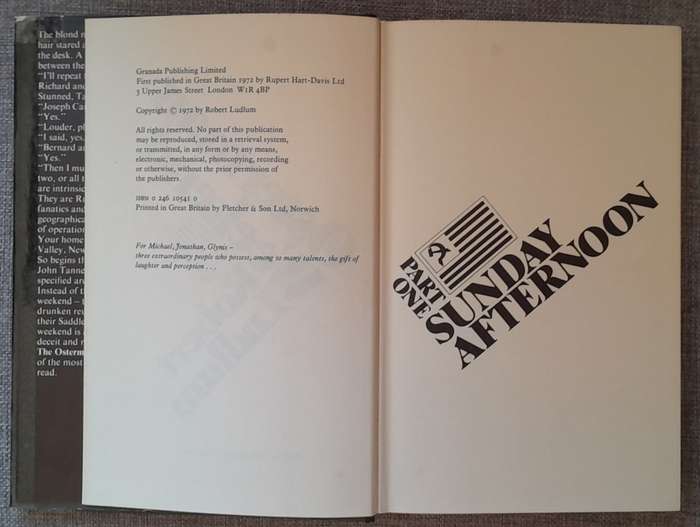 The blond
hair stared a
the desk. A
between the
"I'll repeat
Richard and
Stunned, Ta
"Joseph Ca
"Yes."
"Louder, pl
"I said, yes.
"Bernard a
"Yes."
"Then I mu
two, or all t
are intrinsic
They are R
fanatics and
geographica
of operation
Your home
Valley, New
So begins th
John Tanne
specified ar
Instead of t
weekend – t
drunken reu
their Saddle
weekend is
deceit and
The Osterm
of the most
read.
Granada Publishing Limited
First published in Great Britain 1972 by Rupert Hart-Davis Ltd
3 Upper James Street London W1R 4BP
Copyright © 1972 by Robert Ludlum
All rights reserved. No part of this publication
may be reproduced, stored in a retrieval system,
or transmitted, in any form or by any means,
electronic, mechanical, photocopying, recording
or otherwise, without the prior permission of
the publishers.
ISBN 0 246 10541 0
Printed in Great Britain by Fletcher & Son Ltd, Norwich
For Michael, Jonathan, Glynis –
three extraordinary people who possess, among so many talents, the gift of
laughter and perception . . .
PART
ONE
SUNDAY
AFTERNOON